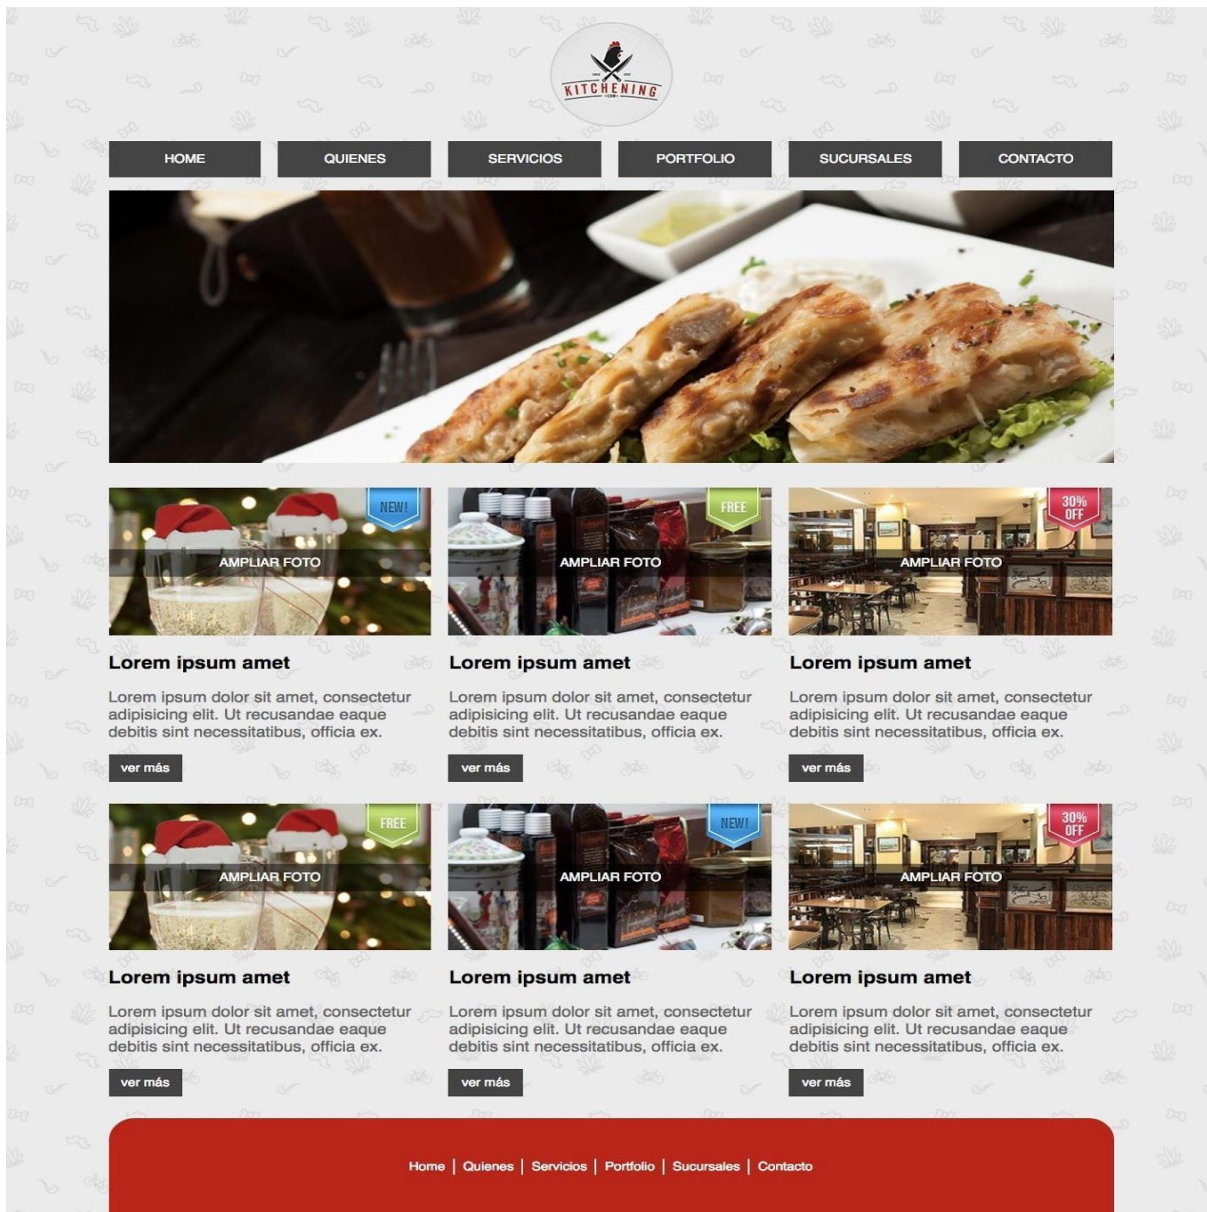 KITCHENING
HOME
QUIENES
SERVICIOS
PORTFOLIO
SUCURSALES
CONTACTO
NEW!
AMPLIAR FOTO
FREE
AMPLIAR FOTO
30%
OFF
AMPLIAR FOTO
Lorem ipsum amet
Lorem ipsum dolor sit amet, consectetur
adipisicing elit. Ut recusandae eaque
debitis sint necessitatibus, officia ex.
ver más
Lorem ipsum amet
Lorem ipsum dolor sit amet, consectetur
adipisicing elit. Ut recusandae eaque
debitis sint necessitatibus, officia ex.
ver más
Lorem ipsum amet
Lorem ipsum dolor sit amet, consectetur
adipisicing elit. Ut recusandae eaque
debitis sint necessitatibus, officia ex.
ver más
FREE
AMPLIAR FOTO
NEW!
AMPLIAR FOTO
30%
OFF
AMPLIAR FOTO
Lorem ipsum amet
Lorem ipsum dolor sit amet, consectetur
adipisicing elit. Ut recusandae eaque
debitis sint necessitatibus, officia ex.
ver más
Lorem ipsum amet
Lorem ipsum dolor sit amet, consectetur
adipisicing elit. Ut recusandae eaque
debitis sint necessitatibus, officia ex.
ver más
Lorem ipsum amet
Lorem ipsum dolor sit amet, consectetur
adipisicing elit. Ut recusandae eaque
debitis sint necessitatibus, officia ex.
ver más
Home | Quienes | Servicios | Portfolio | Sucursales | Contacto